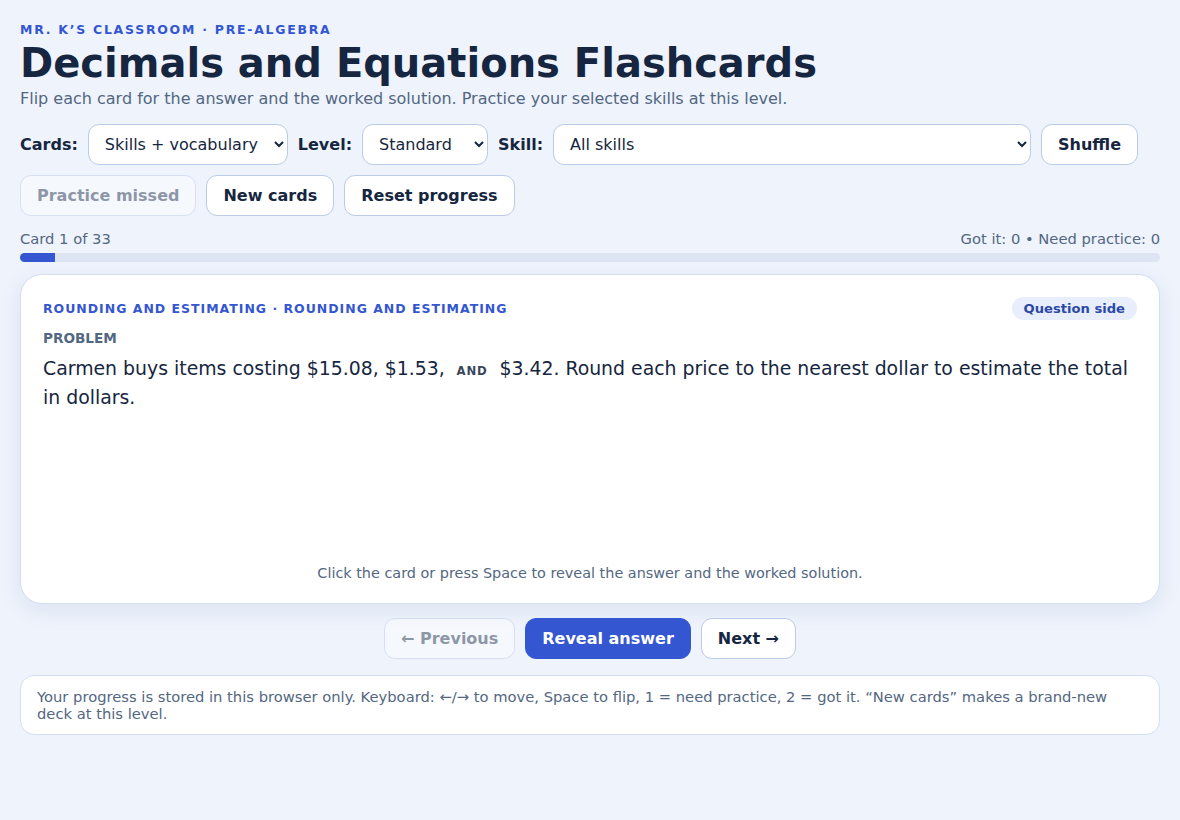 MR. K’S CLASSROOM · PRE-ALGEBRA
Decimals and Equations Flashcards
Flip each card for the answer and the worked solution. Practice your selected skills at this level.
Cards: Skills + vocabulary Level: Standard Skill: All skills Shuffle
Practice missed New cards Reset progress
Card 1 of 33 Got it: 0 • Need practice: 0
ROUNDING AND ESTIMATING · ROUNDING AND ESTIMATING Question side
PROBLEM
Carmen buys items costing $15.08, $1.53, AND $3.42. Round each price to the nearest dollar to estimate the total
in dollars.
Click the card or press Space to reveal the answer and the worked solution.
← Previous Reveal answer Next →
Your progress is stored in this browser only. Keyboard: ←/→ to move, Space to flip, 1 = need practice, 2 = got it. “New cards” makes a brand-new
deck at this level.